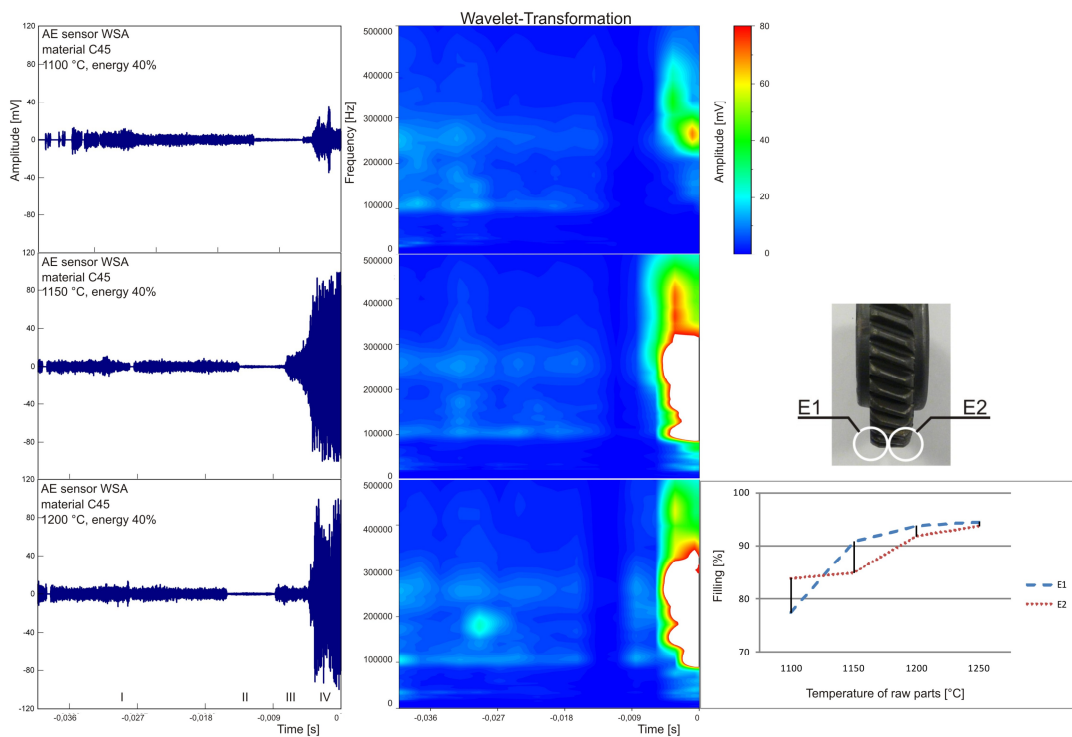 Wavelet-Transformation
AE sensor WSA
material C45
1100 °C, energy 40%
Amplitude [mV]
120
80
40
0
-40
-80
120
AE sensor WSA
material C45
1150 °C, energy 40%
80
40
0
-40
-80
-120
AE sensor WSA
material C45
1200 °C, energy 40%
80
40
0
-40
-80
-120
I
II
III
IV
-0,036
-0,027
-0,018
-0,009
0
Time [s]
Frequency [Hz]
500000
400000
300000
200000
100000
0
500000
400000
300000
200000
100000
0
500000
400000
300000
200000
100000
0
-0,036
-0,027
-0,018
-0,009
0
Time [s]
Amplitude [mV]
80
60
40
20
0
E1
E2
Filling [%]
100
90
80
70
1100
1150
1200
1250
Temperature of raw parts [°C]
E1
E2